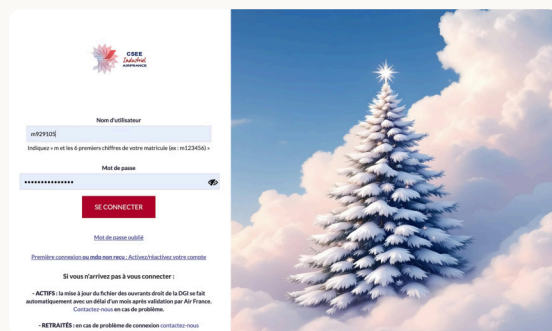 CSEE
Industriel
AIRFRANCE
Nom d'utilisateur
m929105
Indiquez « m et les 6 premiers chiffres de votre matricule (ex : m123456) »
Mot de passe
•••••••••••••••
SE CONNECTER
Mot de passe oublié
Première connexion ou mdp non reçu : Activez/réactivez votre compte
Si vous n'arrivez pas à vous connecter :
- ACTIFS : la mise à jour du fichier des ouvrants droit de la DGI se fait
automatiquement avec un délai d'un mois après validation par Air France.
Contactez-nous en cas de problème.
- RETRAITÉS : en cas de problème de connexion contactez-nous